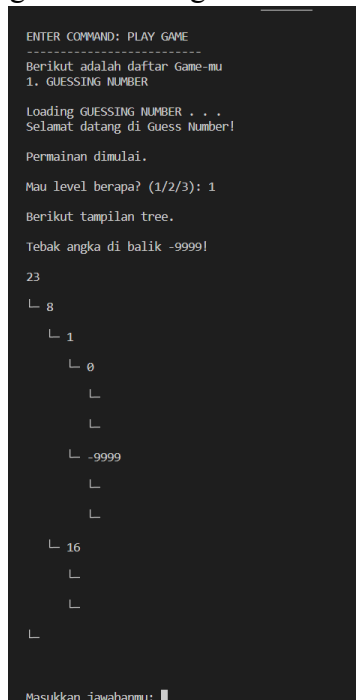 ENTER COMMAND: PLAY GAME
-------------------------
Berikut adalah daftar Game-mu
1. GUESSING NUMBER
Loading GUESSING NUMBER . . .
Selamat datang di Guess Number!
Permainan dimulai.
Mau level berapa? (1/2/3): 1
Berikut tampilan tree.
Tebak angka di balik -9999!
23
└─ 8
└─ 1
└─ 0
└─
└─
└─ -9999
└─
└─
└─ 16
└─
└─
└─
Masukkan jawabanmu: